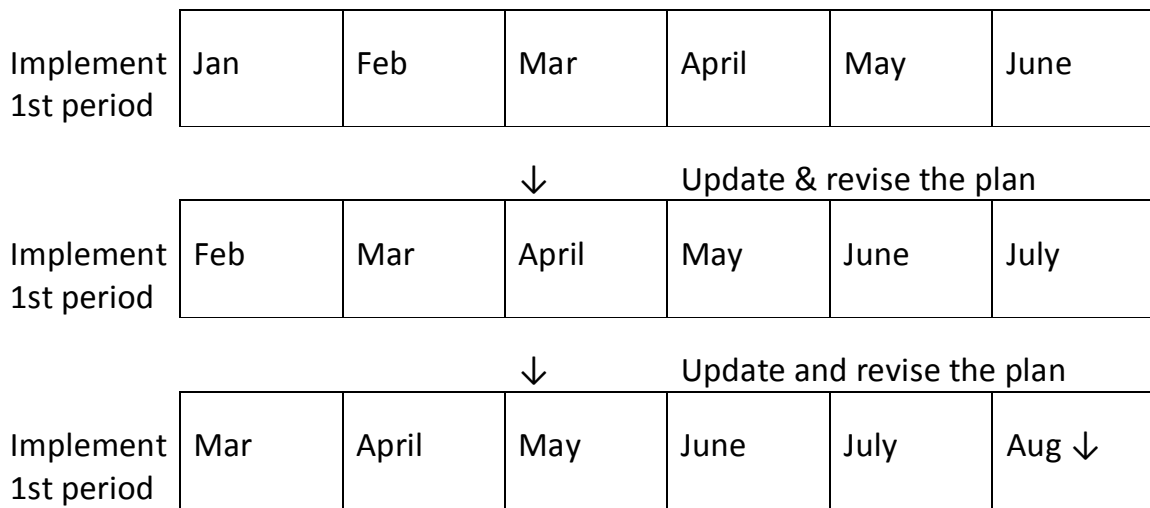 Implement Jan Feb Mar April May June
1st period
↓ Update & revise the plan
Implement Feb Mar April May June July
1st period
↓ Update and revise the plan
Implement Mar April May June July Aug ↓
1st period